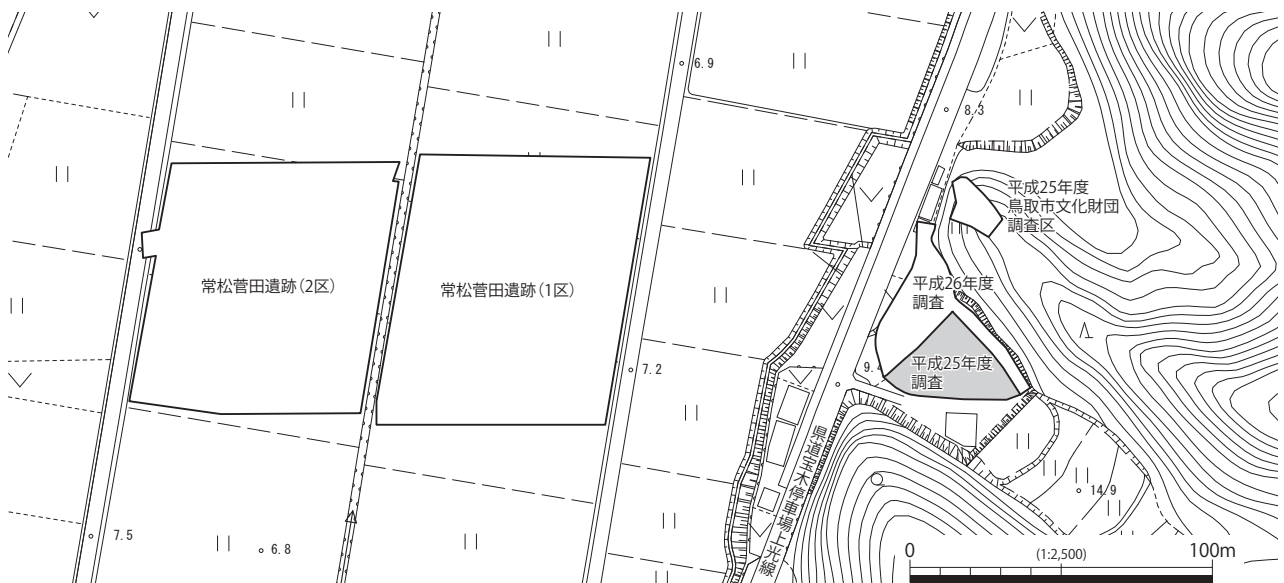 6.9
8.3
平成25年度
鳥取市文化財団
調査区
常松菅田遺跡(2区)
常松菅田遺跡(1区)
平成26年度
調査
7.2
9.4
平成25年度
調査
県道宝木停車場上光線
14.9
7.5
6.8
0
(1:2,500)
100m